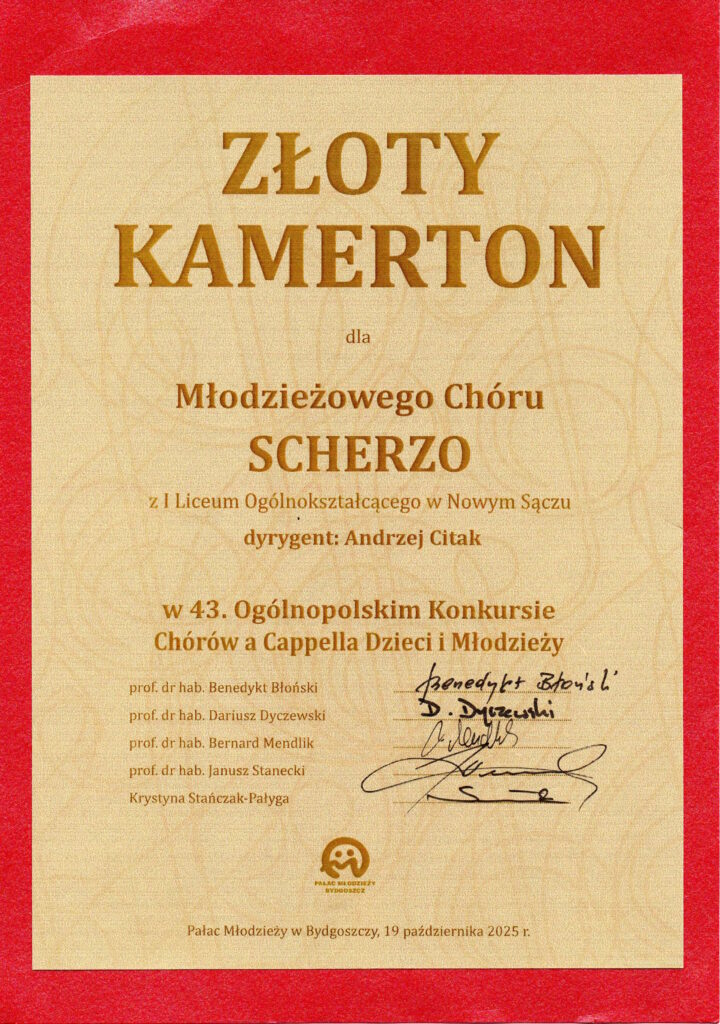 ZŁOTY
KAMERTON
dla
Młodzieżowego Chóru
SCHERZO
z I Liceum Ogólnokształcącego w Nowym Sączu
dyrygent: Andrzej Citak
w 43. Ogólnopolskim Konkursie
Chórów a Cappella Dzieci i Młodzieży
prof. dr hab. Benedykt Błoński Benedykt Błoński
prof. dr hab. Dariusz Dyczewski D. Dyczewski
prof. dr hab. Bernard Mendlik
prof. dr hab. Janusz Stanecki
Krystyna Stańczak-Pałyga
PAŁAC MŁODZIEŻY
BYDGOSZCZ
Pałac Młodzieży w Bydgoszczy, 19 października 2025 r.